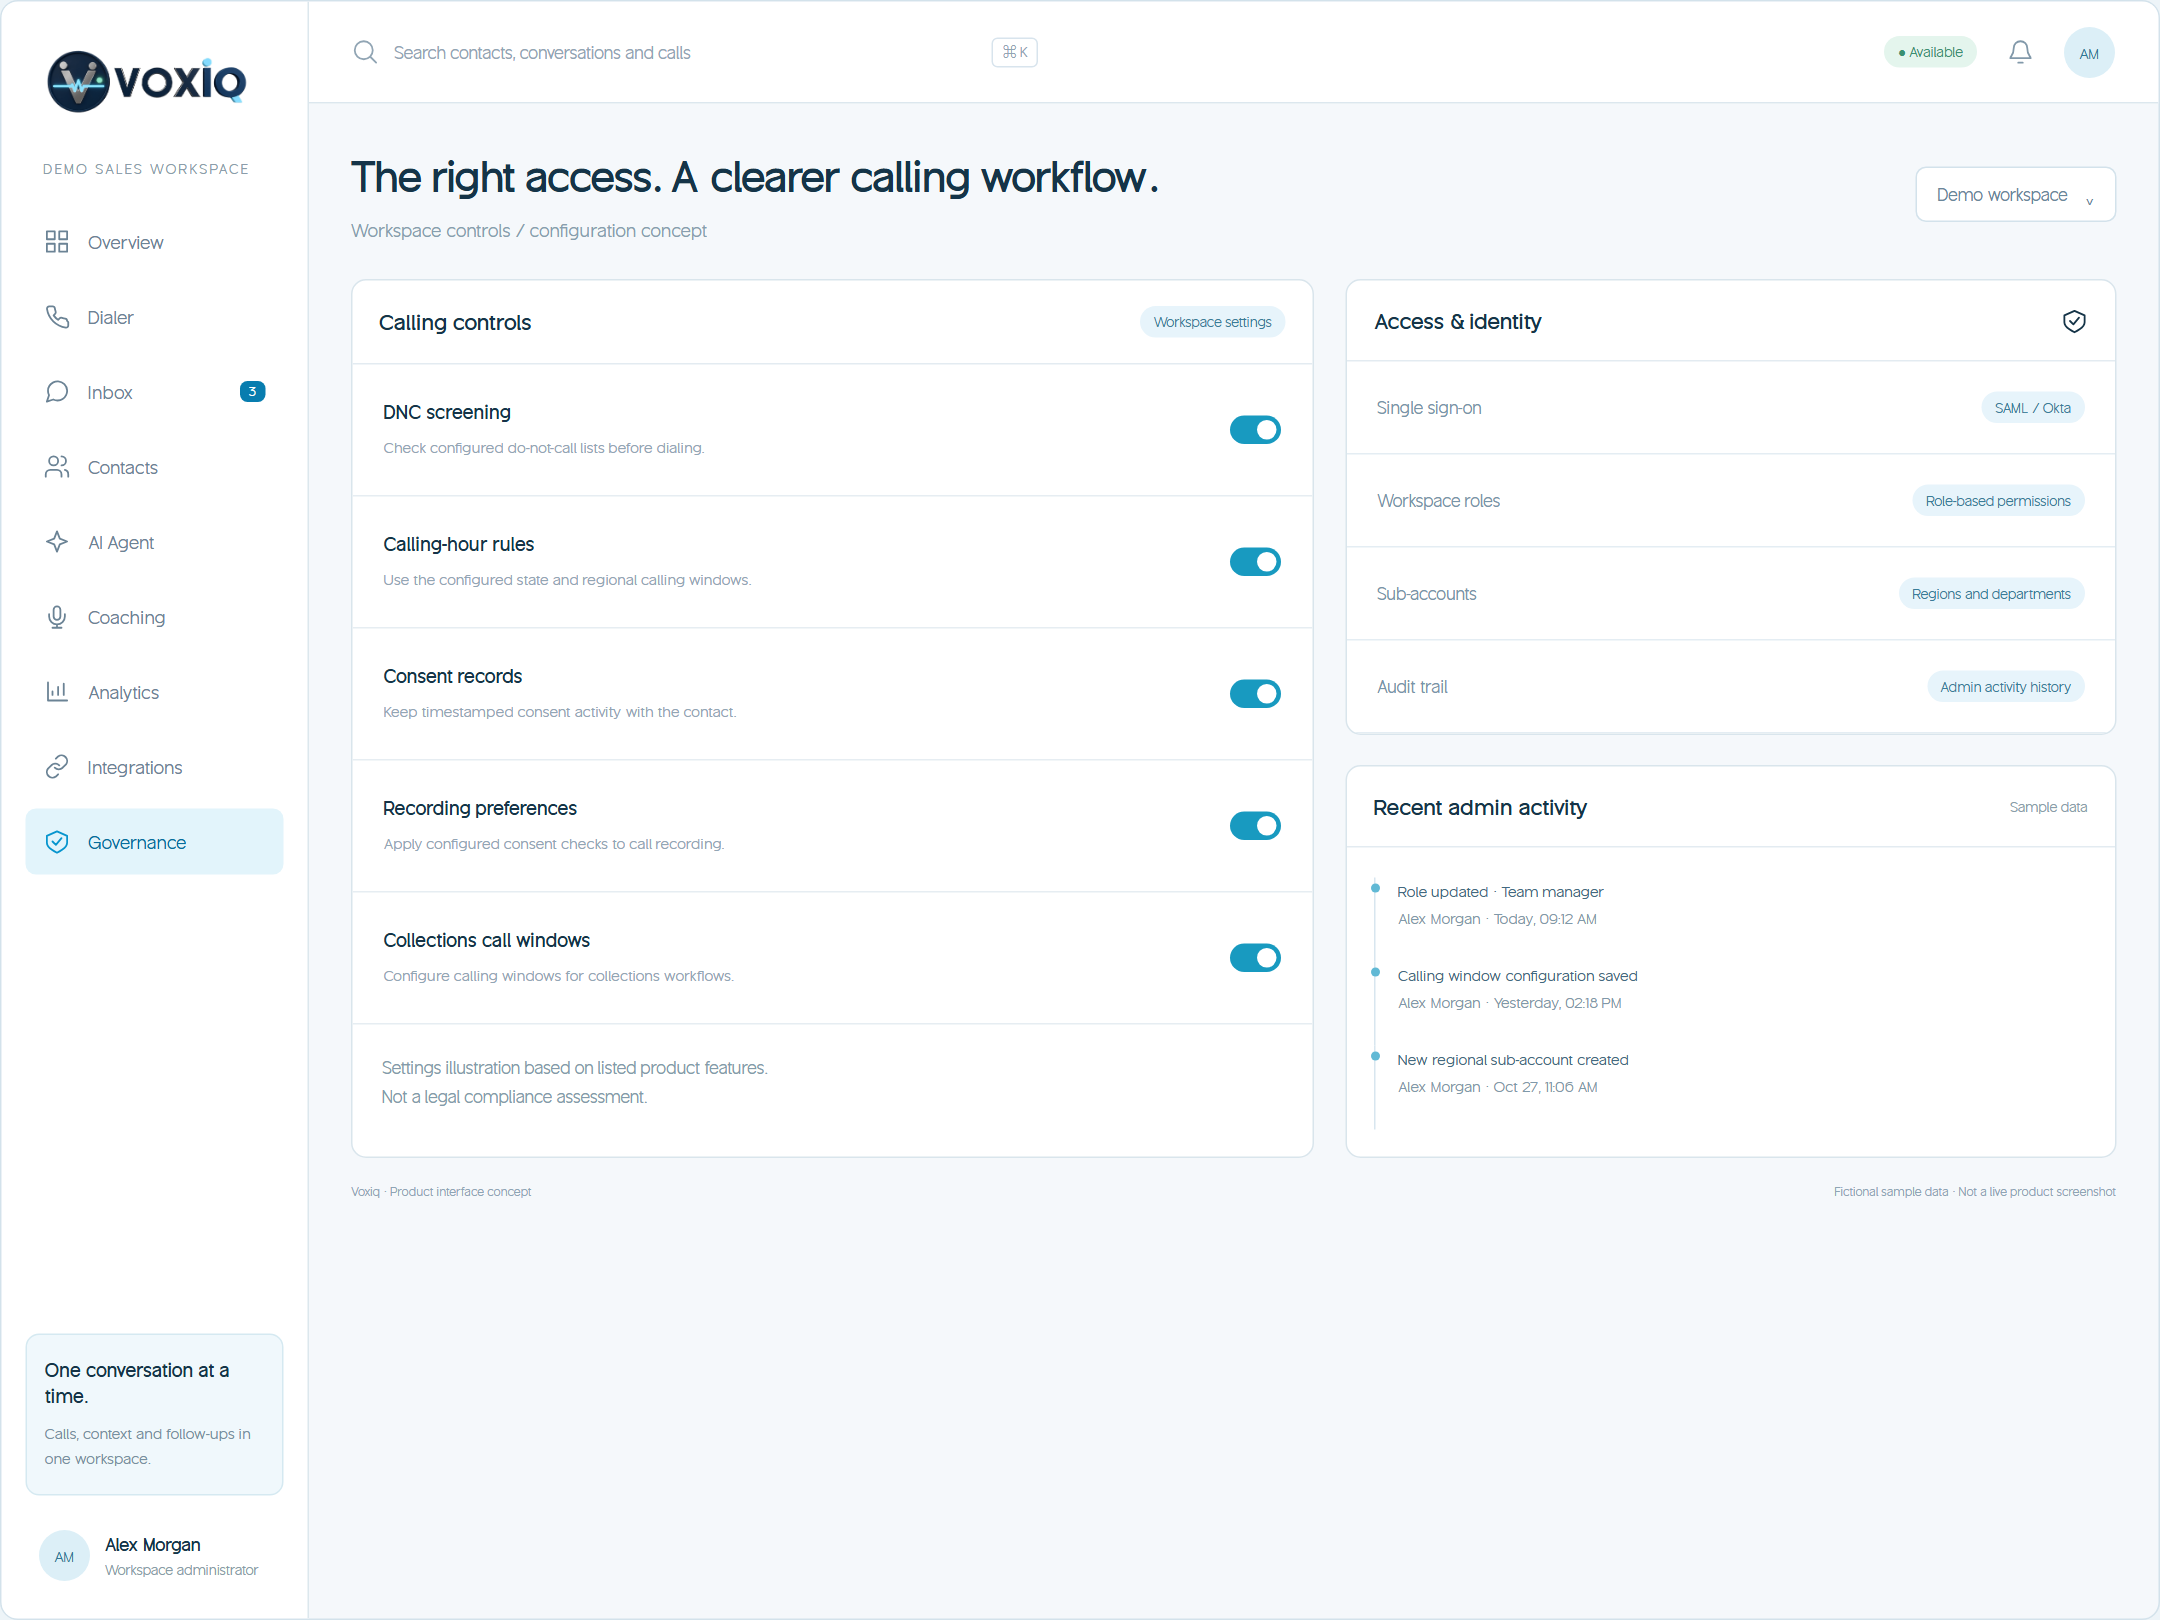 voxiq
DEMO SALES WORKSPACE
Overview
Dialer
Inbox
3
Contacts
AI Agent
Coaching
Analytics
Integrations
Governance
One conversation at a
time.
Calls, context and follow-ups in
one workspace.
AM
Alex Morgan
Workspace administrator
Search contacts, conversations and calls
⌘ K
Available
AM
The right access. A clearer calling workflow.
Workspace controls / configuration concept
Demo workspace
Calling controls
Workspace settings
DNC screening
Check configured do-not-call lists before dialing.
Calling-hour rules
Use the configured state and regional calling windows.
Consent records
Keep timestamped consent activity with the contact.
Recording preferences
Apply configured consent checks to call recording.
Collections call windows
Configure calling windows for collections workflows.
Settings illustration based on listed product features.
Not a legal compliance assessment.
Access & identity
Single sign-on
SAML / Okta
Workspace roles
Role-based permissions
Sub-accounts
Regions and departments
Audit trail
Admin activity history
Recent admin activity
Sample data
Role updated · Team manager
Alex Morgan · Today, 09:12 AM
Calling window configuration saved
Alex Morgan · Yesterday, 02:18 PM
New regional sub-account created
Alex Morgan · Oct 27, 11:06 AM
Voxiq · Product interface concept
Fictional sample data · Not a live product screenshot